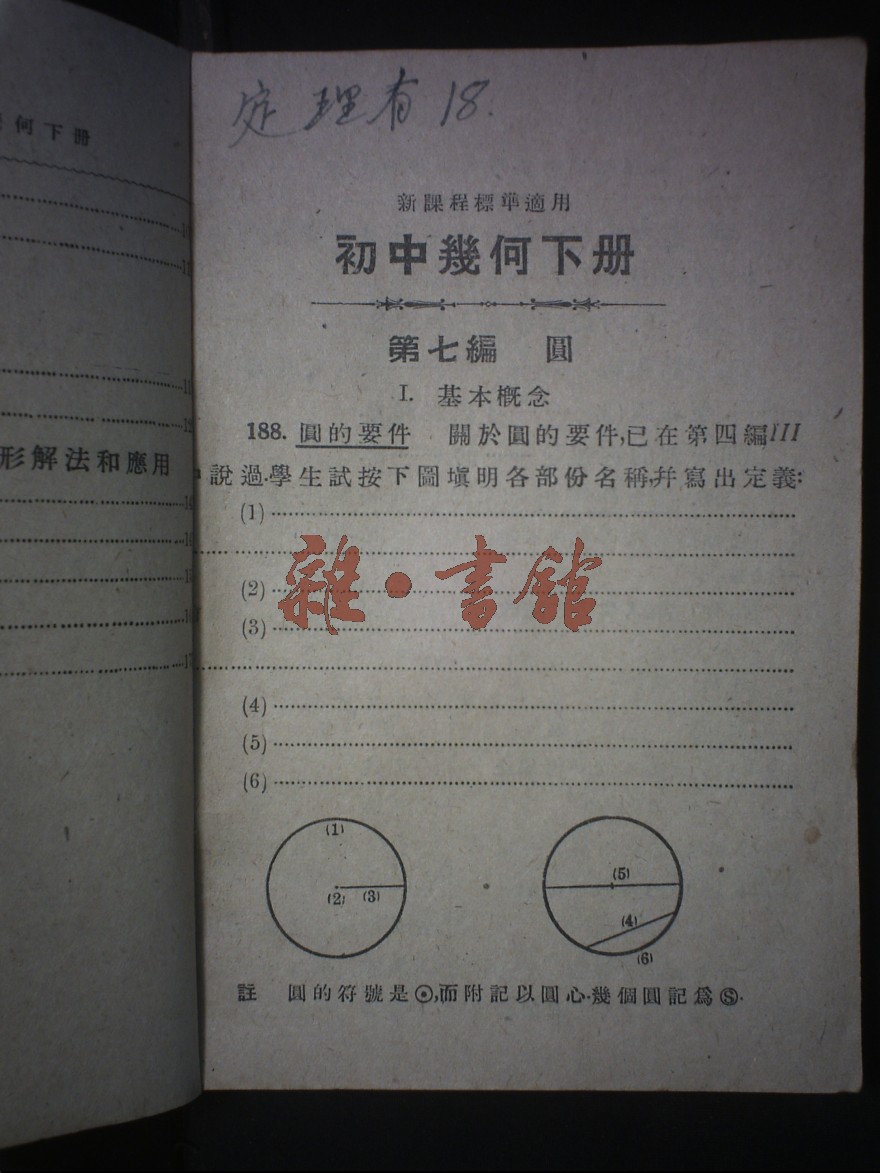 何下册
形解法和應用
定理有18.
新課程標準適用
初中幾何下册
第七編 圓
I. 基本概念
188. 圓的要件 關於圓的要件,已在第四編III
說過.學生試按下圖塡明各部份名稱,幷寫出定義:
(1)
(2)
(3)
(4)
(5)
(6)
(1)
(2) (3)
(5)
(4)
(6)
註 圓的符號是⊙,而附記以圓心.幾個圓記爲Ⓢ.
雜·書館